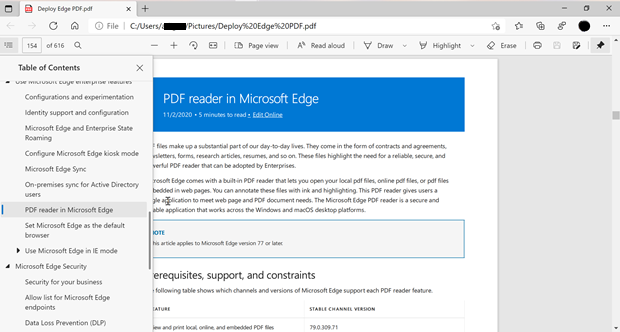 Deploy Edge PDF.pdf
File
C:/Users/
/Pictures/Deploy%20Edge%20PDF.pdf
154 of 616
Page view
Read aloud
Draw
Highlight
Erase
Table of Contents
Use Microsoft Edge enterprise features
Configurations and experimentation
Identity support and configuration
Microsoft Edge and Enterprise State
Roaming
Configure Microsoft Edge kiosk mode
Microsoft Edge Sync
On-premises sync for Active Directory
users
PDF reader in Microsoft Edge
Set Microsoft Edge as the default
browser
Use Microsoft Edge in IE mode
Microsoft Edge Security
Security for your business
Allow list for Microsoft Edge
endpoints
Data Loss Prevention (DLP)
PDF reader in Microsoft Edge
11/2/2020 • 5 minutes to read • Edit Online
files make up a substantial part of our day-to-day lives. They come in the form of contracts and agreements,
sletters, forms, research articles, resumes, and so on. These files highlight the need for a reliable, secure, and
erful PDF reader that can be adopted by Enterprises.
osoft Edge comes with a built-in PDF reader that lets you open your local pdf files, online pdf files, or pdf files
edded in web pages. You can annotate these files with ink and highlighting. This PDF reader gives users a
gle application to meet web page and PDF document needs. The Microsoft Edge PDF reader is a secure and
able application that works across the Windows and macOS desktop platforms.
NOTE
his article applies to Microsoft Edge version 77 or later.
erequisites, support, and constraints
e following table shows which channels and versions of Microsoft Edge support each PDF reader feature.
EATURE
STABLE CHANNEL VERSION
iew and print local, online, and embedded PDF files
79.0.309.71